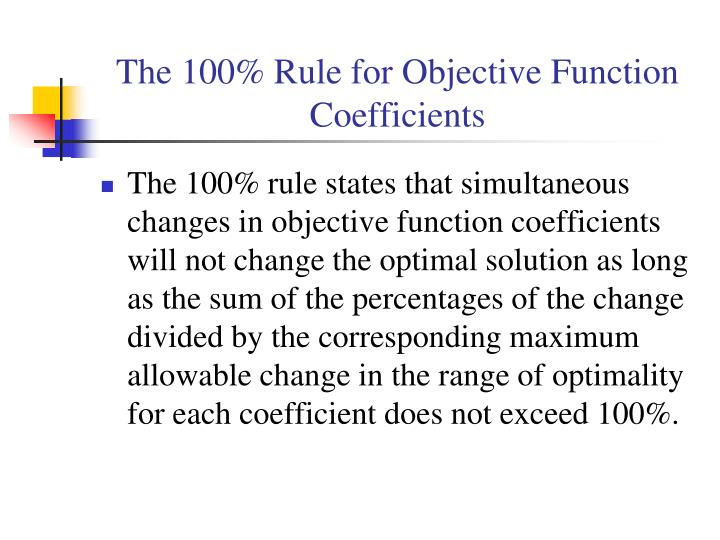 The 100% Rule for Objective Function
Coefficients
The 100% rule states that simultaneous
changes in objective function coefficients
will not change the optimal solution as long
as the sum of the percentages of the change
divided by the corresponding maximum
allowable change in the range of optimality
for each coefficient does not exceed 100%.